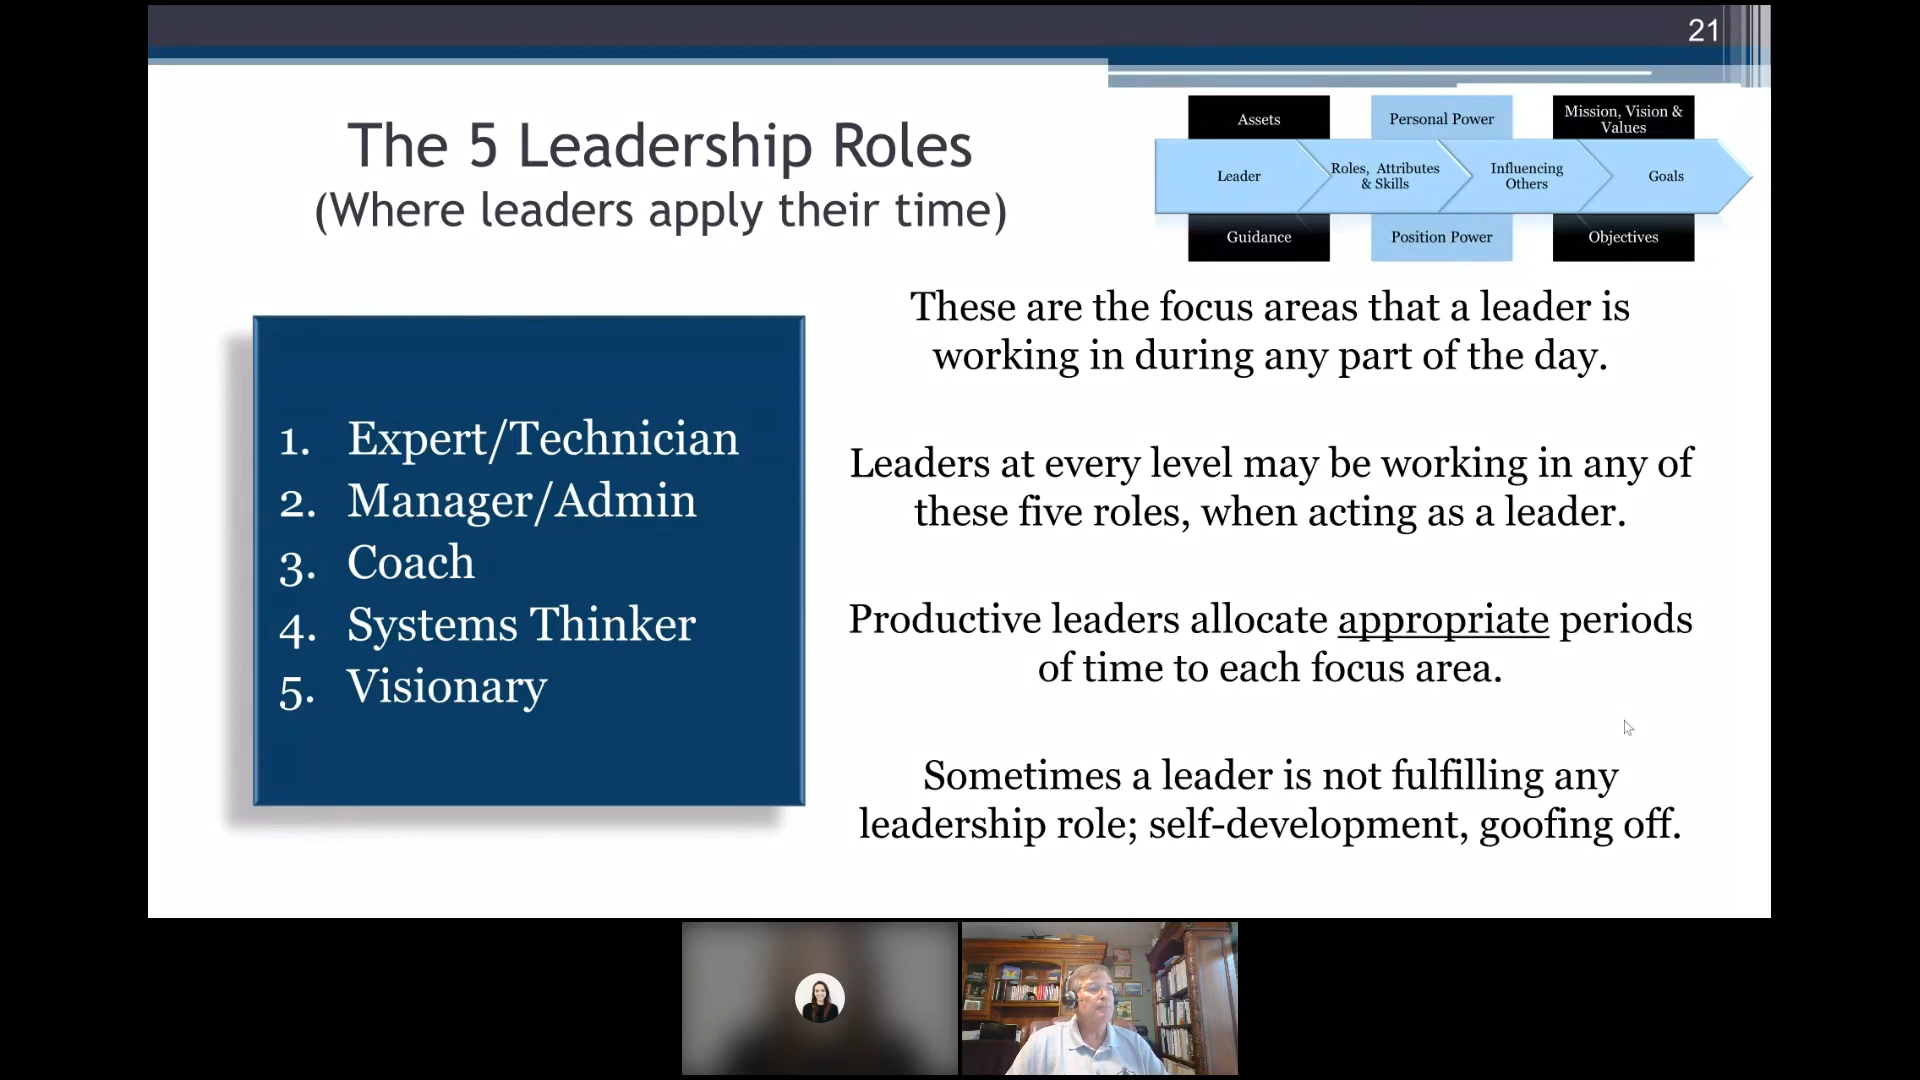 21
The 5 Leadership Roles
(Where leaders apply their time)
Assets
Personal Power
Mission, Vision &
Values
Leader
Roles, Attributes
& Skills
Influencing
Others
Goals
Guidance
Position Power
Objectives
1. Expert/Technician
2. Manager/Admin
3. Coach
4. Systems Thinker
5. Visionary
These are the focus areas that a leader is
working in during any part of the day.
Leaders at every level may be working in any of
these five roles, when acting as a leader.
Productive leaders allocate appropriate periods
of time to each focus area.
Sometimes a leader is not fulfilling any
leadership role; self-development, goofing off.